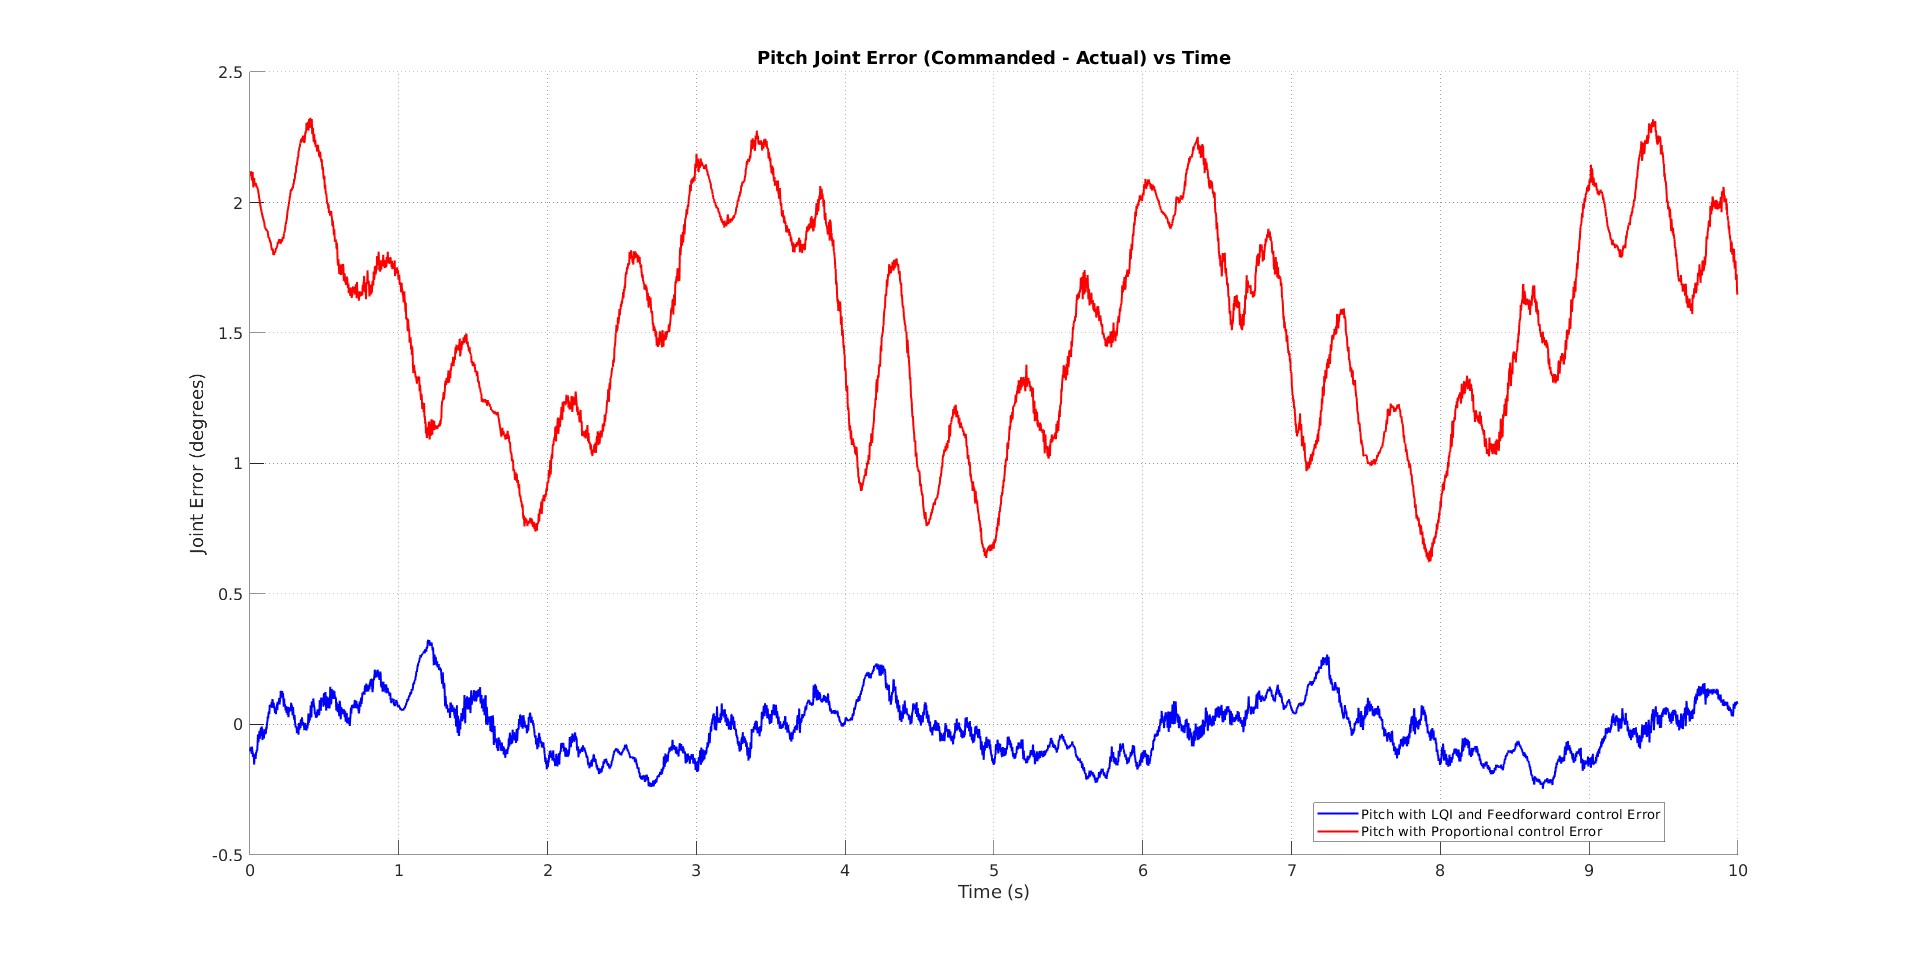 Pitch Joint Error (Commanded - Actual) vs Time
2.5
2
1.5
1
0.5
0
-0.5
Joint Error (degrees)
0 1 2 3 4 5 6 7 8 9 10
Time (s)
Pitch with LQI and Feedforward control Error
Pitch with Proportional control Error